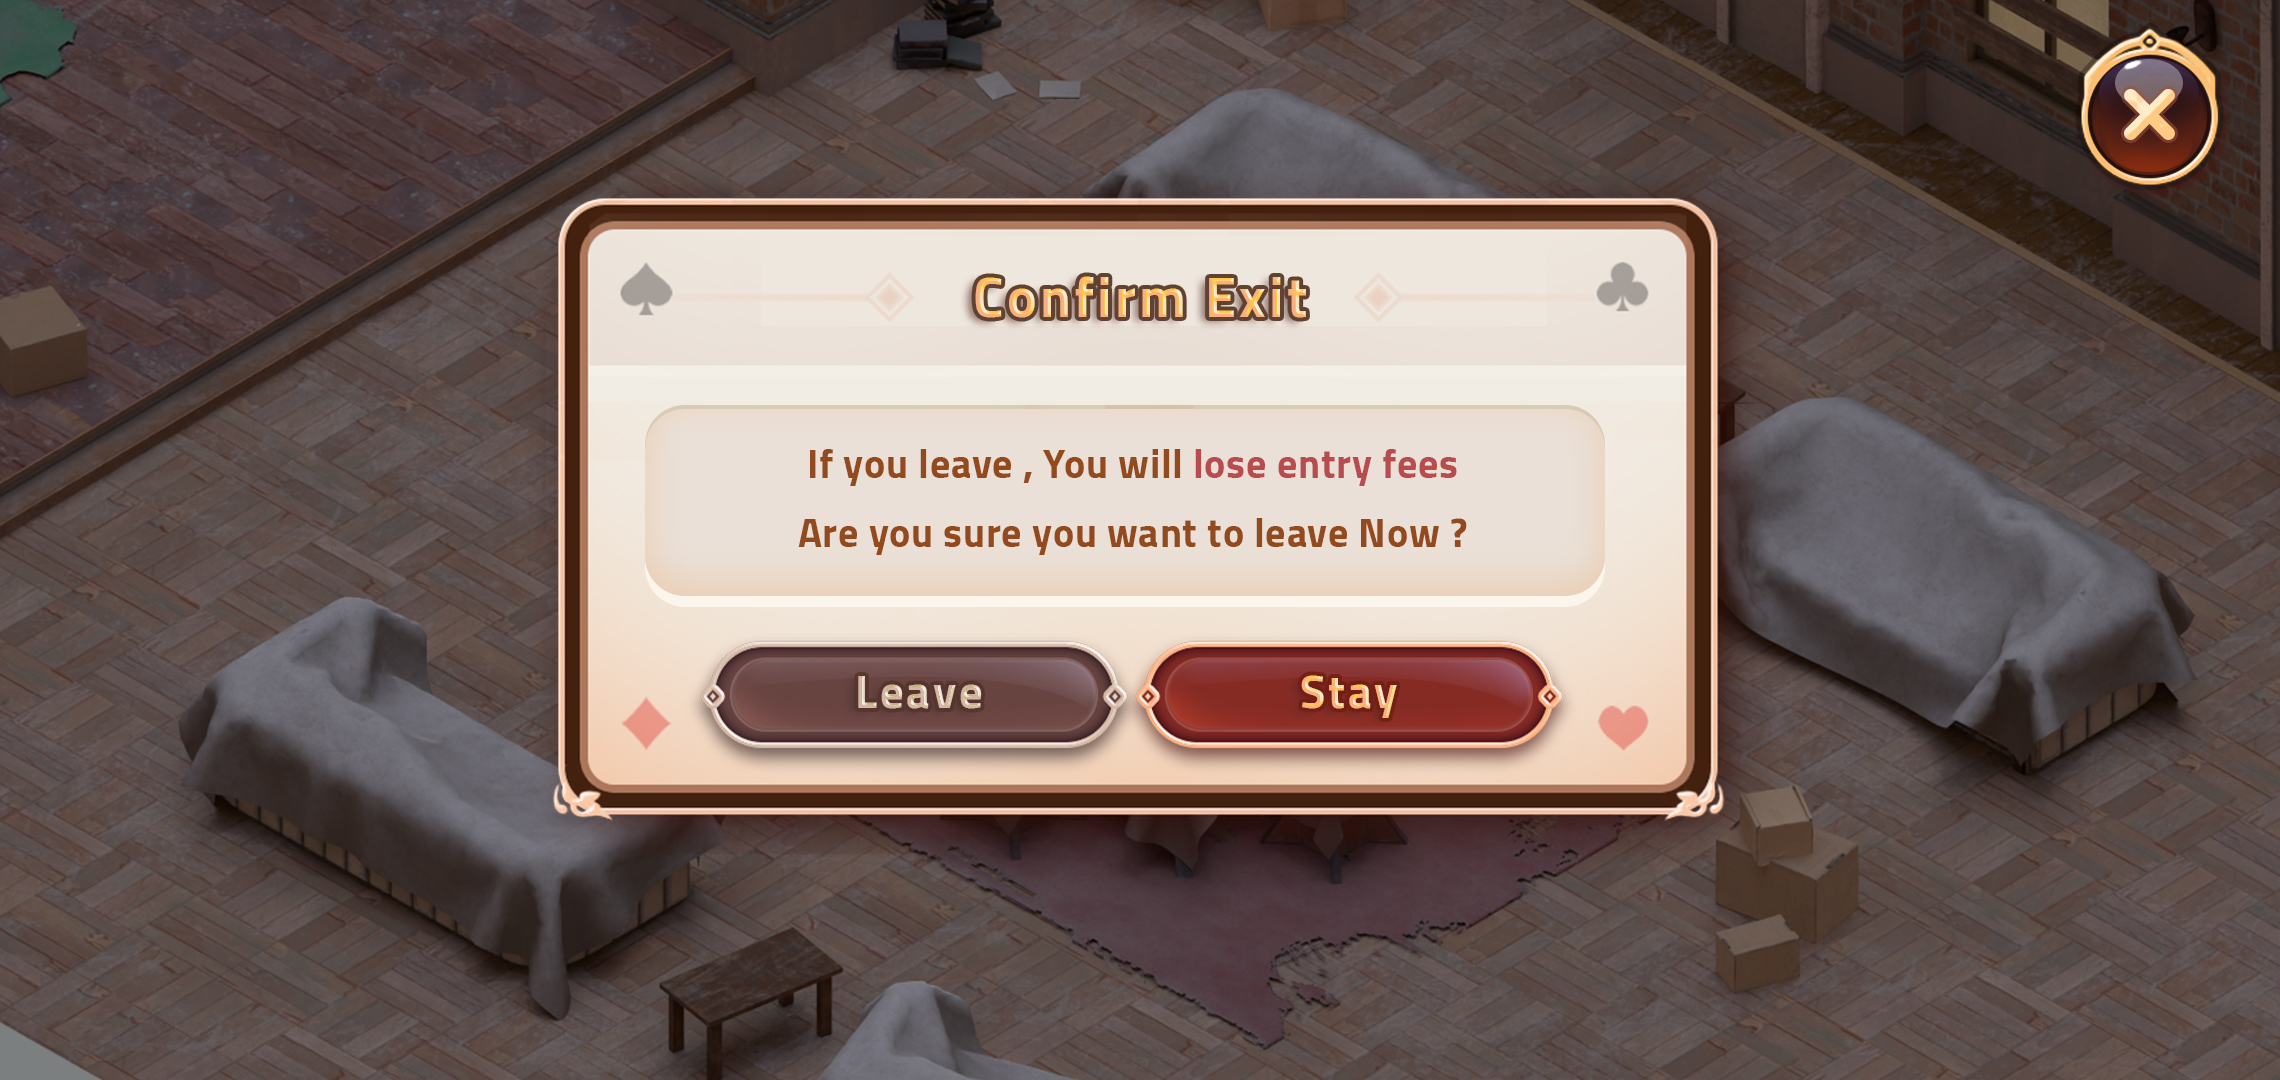 Confirm Exit
If you leave , You will lose entry fees
Are you sure you want to leave Now ?
Leave
Stay